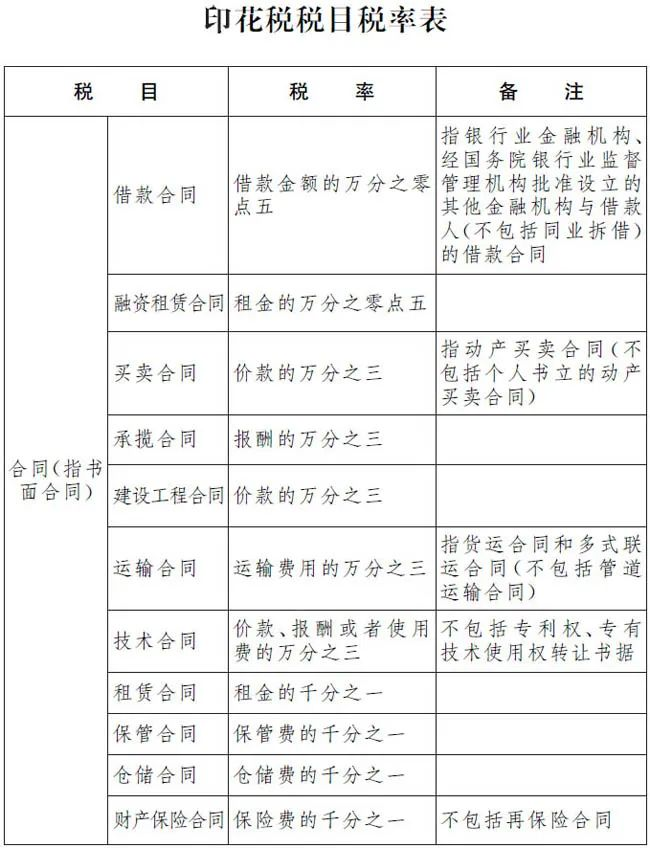 印花税税目税率表
税 目 税 率 备 注
合同(指书
面合同)
借款合同
借款金额的万分之零
点五
指银行业金融机构、
经国务院银行业监督
管理机构批准设立的
其他金融机构与借款
人(不包括同业拆借)
的借款合同
融资租赁合同 租金的万分之零点五
买卖合同 价款的万分之三
指动产买卖合同(不
包括个人书立的动产
买卖合同)
承揽合同 报酬的万分之三
建设工程合同 价款的万分之三
运输合同 运输费用的万分之三
指货运合同和多式联
运合同(不包括管道
运输合同)
技术合同
价款、报酬或者使用
费的万分之三
不包括专利权、专有
技术使用权转让书据
租赁合同 租金的千分之一
保管合同 保管费的千分之一
仓储合同 仓储费的千分之一
财产保险合同 保险费的千分之一 不包括再保险合同